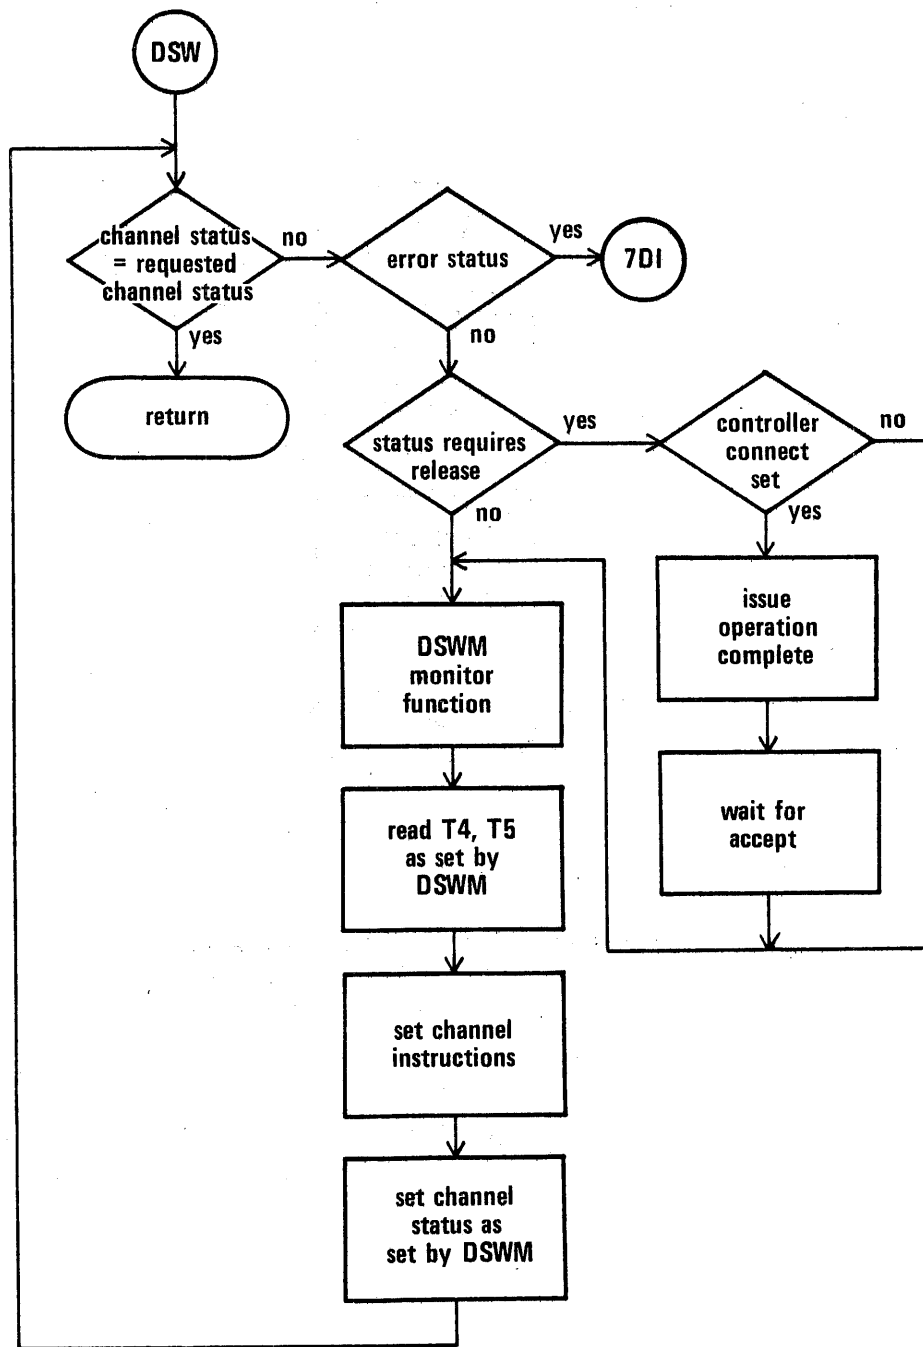 DSW
channel status
= requested
channel status
no
yes
return
error status
yes
7DI
no
status requires
release
yes
no
controller
connect
set
no
yes
issue
operation
complete
wait for
accept
DSWM
monitor
function
read T4, T5
as set by
DSWM
set channel
instructions
set channel
status as
set by DSWM